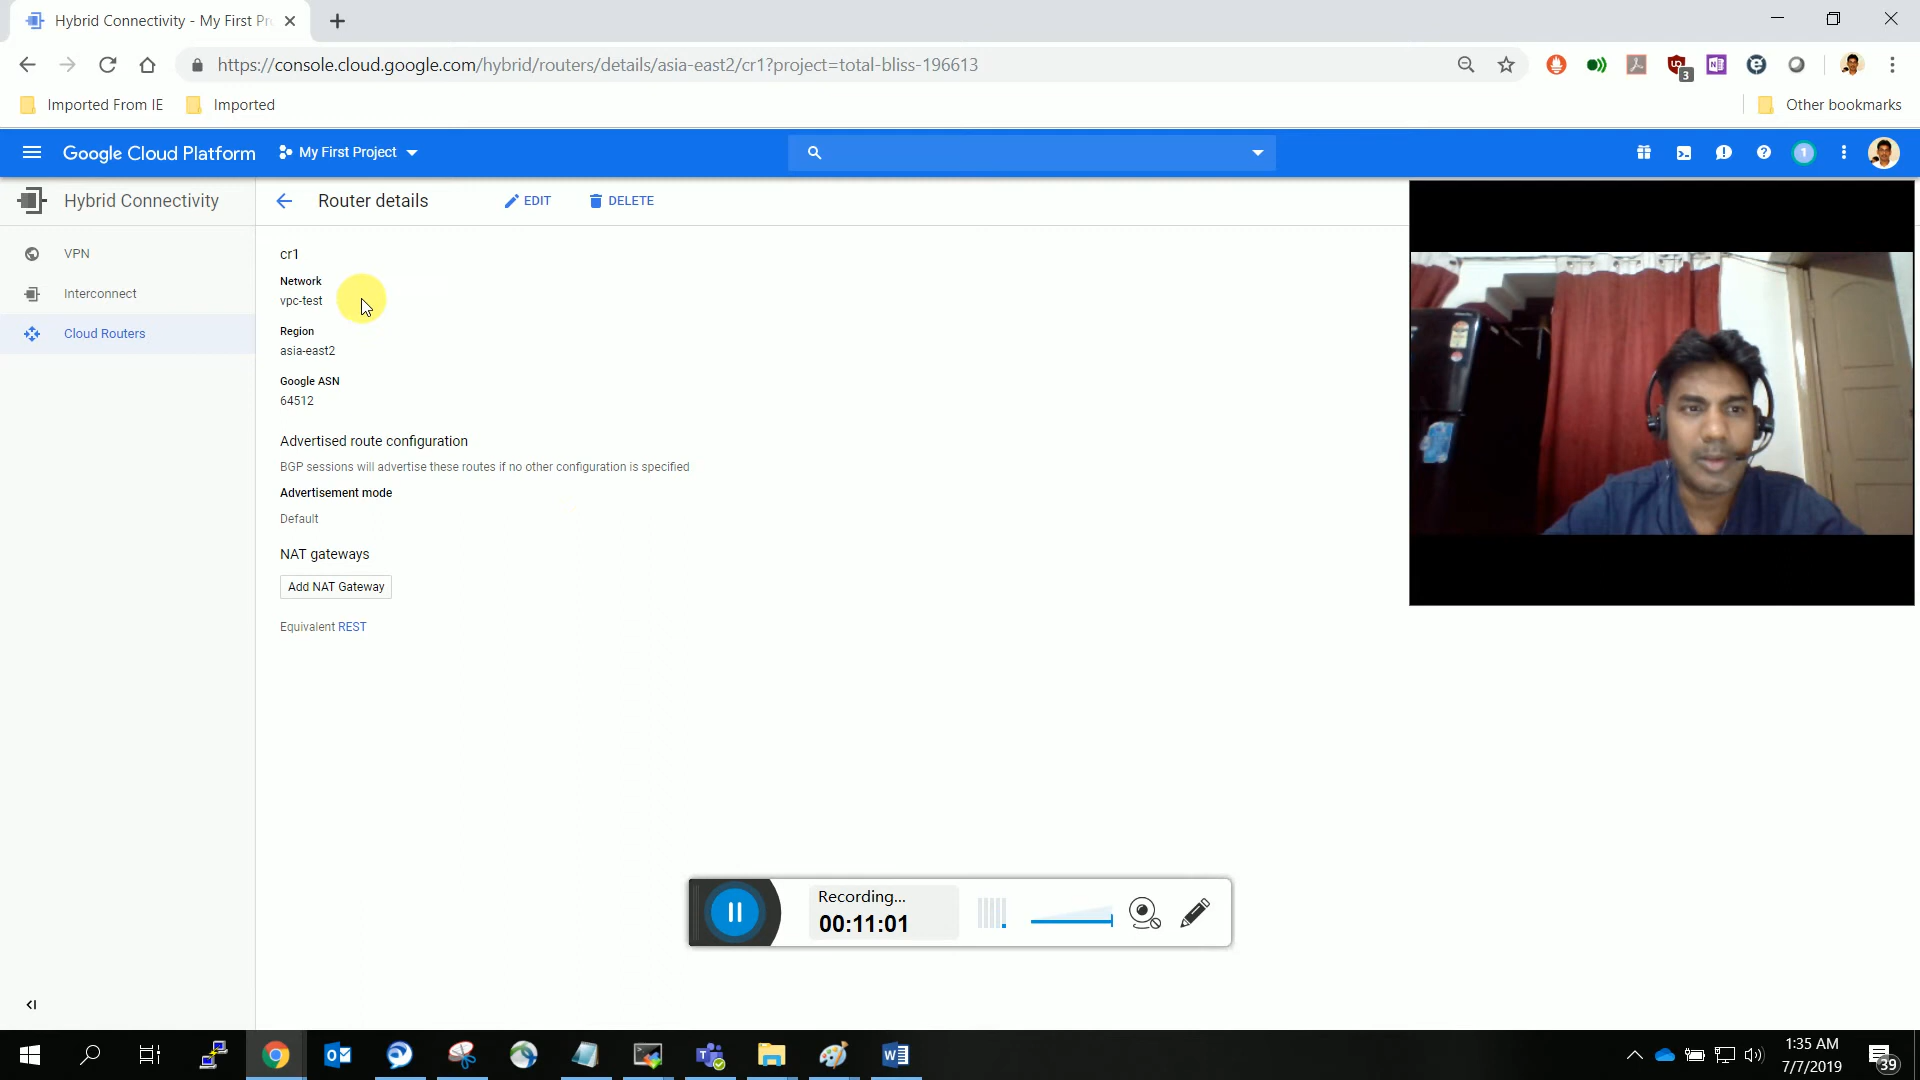 Hybrid Connectivity - My First Pr
https://console.cloud.google.com/hybrid/routers/details/asia-east2/cr1?project=total-bliss-196613
3
Imported From IE
Imported
Other bookmarks
Google Cloud Platform
My First Project
1
Hybrid Connectivity
Router details
EDIT
DELETE
VPN
Interconnect
Cloud Routers
cr1
Network
vpc-test
Region
asia-east2
Google ASN
64512
Advertised route configuration
BGP sessions will advertise these routes if no other configuration is specified
Advertisement mode
Default
NAT gateways
Add NAT Gateway
Equivalent REST
Recording...
00:11:01
1:35 AM
7/7/2019
39